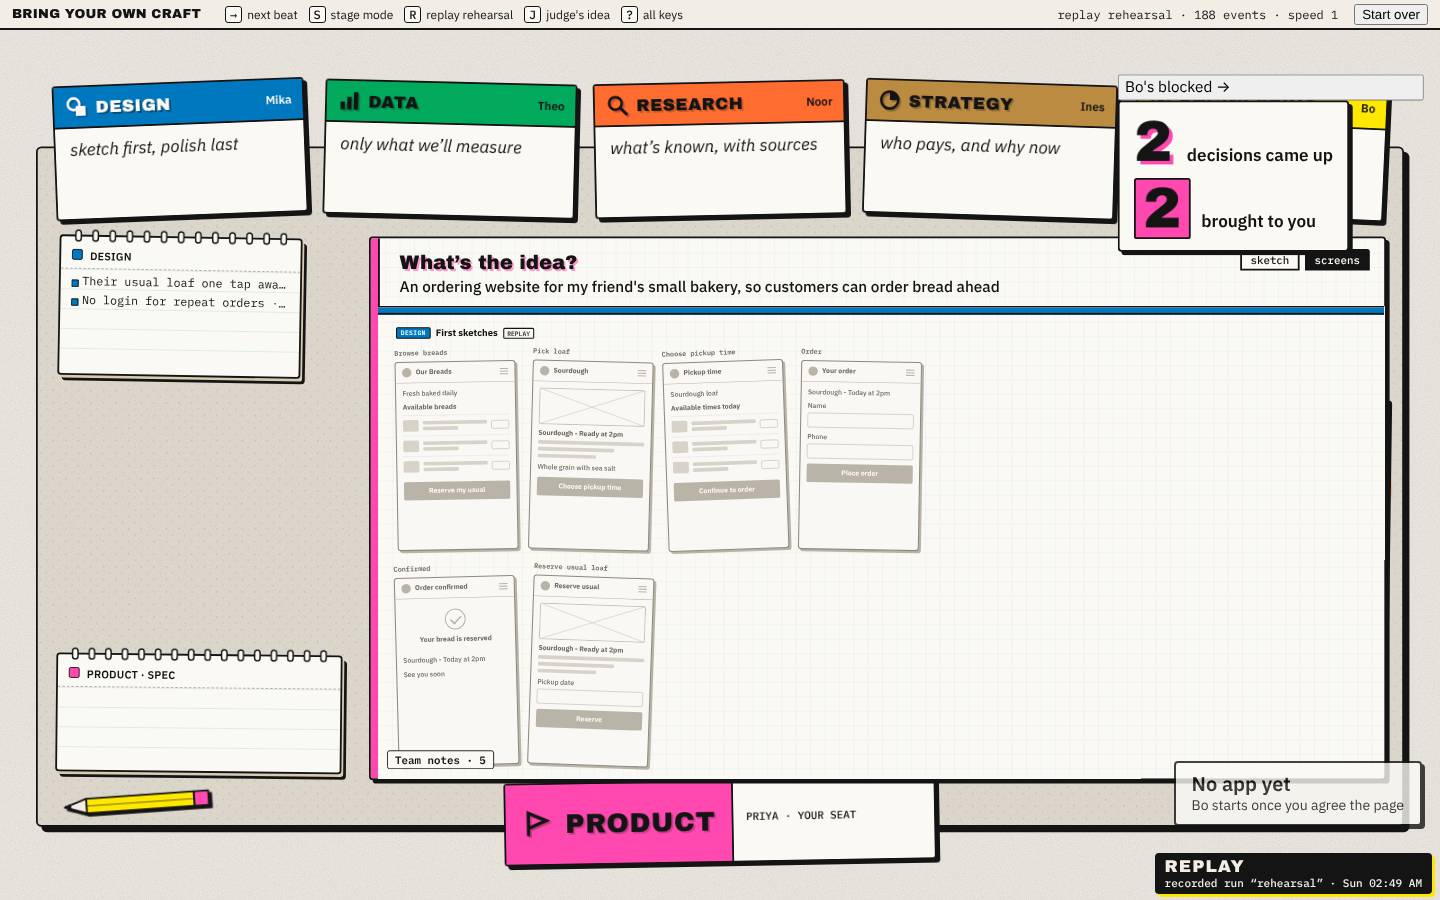 BRING YOUR OWN CRAFT
→ next beat
S stage mode
R replay rehearsal
J judge's idea
? all keys
replay rehearsal · 188 events · speed 1
Start over
DESIGN
Mika
sketch first, polish last
DATA
Theo
only what we'll measure
RESEARCH
Noor
what's known, with sources
STRATEGY
Ines
who pays, and why now
Bo
Bo's blocked →
2 decisions came up
2 brought to you
DESIGN
Their usual loaf one tap awa…
No login for repeat orders ·…
What's the idea?
An ordering website for my friend's small bakery, so customers can order bread ahead
sketch
screens
DESIGN First sketches REPLAY
Browse breads
Our Breads
Fresh baked daily
Available breads
Reserve my usual
Pick loaf
Sourdough
Sourdough - Ready at 2pm
Whole grain with sea salt
Choose pickup time
Choose pickup time
Pickup time
Sourdough loaf
Available times today
Continue to order
Order
Your order
Sourdough - Today at 2pm
Name
Phone
Place order
Confirmed
Order confirmed
Your bread is reserved
Sourdough - Today at 2pm
See you soon
Reserve usual loaf
Reserve usual
Sourdough - Ready at 2pm
Pickup date
Reserve
Team notes · 5
PRODUCT · SPEC
PRODUCT
PRIYA · YOUR SEAT
No app yet
Bo starts once you agree the page
REPLAY
recorded run “rehearsal” · Sun 02:49 AM